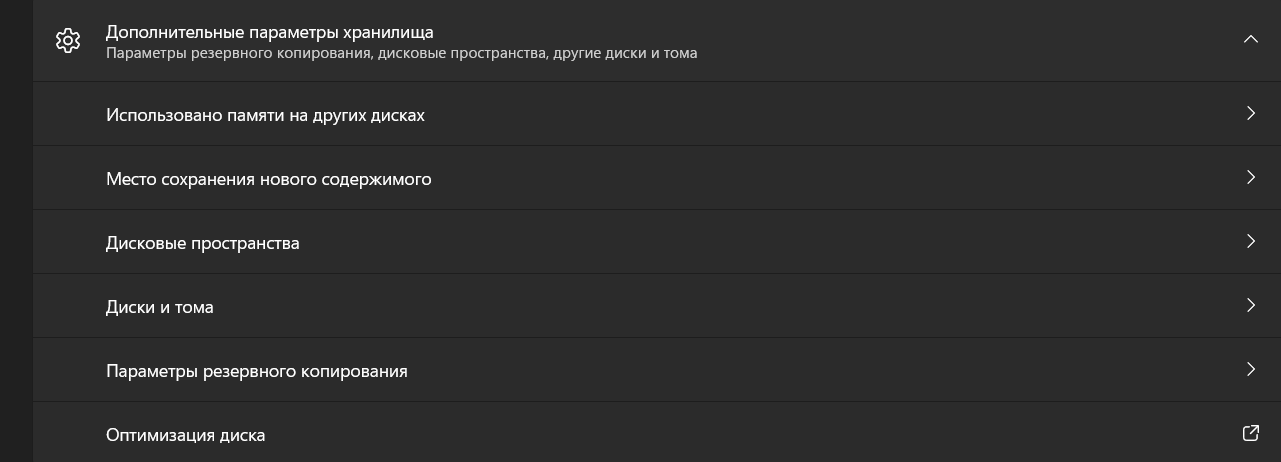 Дополнительные параметры хранилища
Параметры резервного копирования, дисковые пространства, другие диски и тома
Использовано памяти на других дисках
Место сохранения нового содержимого
Дисковые пространства
Диски и тома
Параметры резервного копирования
Оптимизация диска